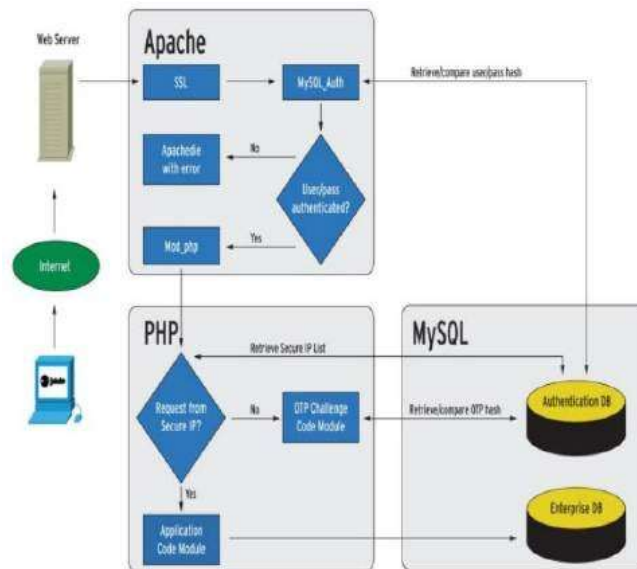 Web Server
Apache
SSL
MySQL_Auth
Retrieve/compare user/pass hash
Apachedie
with error
No
User/pass
authenticated?
Mod_php
Yes
Internet
PHP
MySQL
Retrieve Secure IP List
Request from
Secure IP?
No
OTP Challenge
Code Module
Retrieve/compare OTP hash
Authentication DB
Yes
Application
Code Module
Enterprise DB